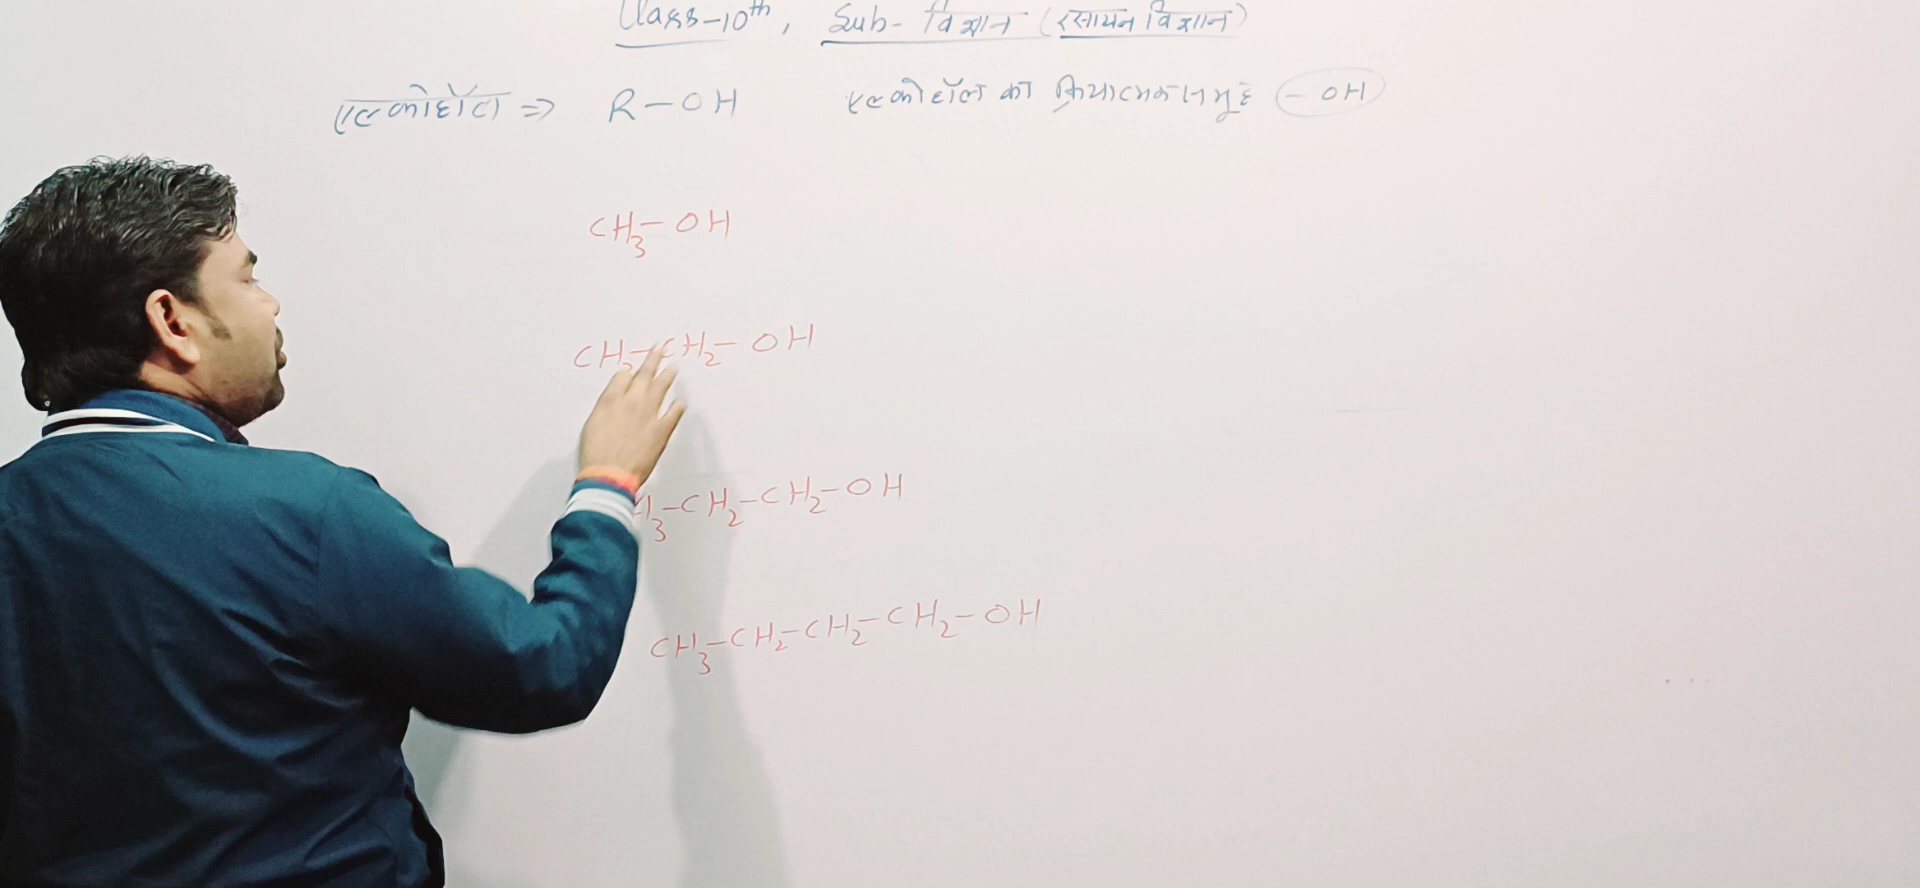 Class-10th, Sub- विज्ञान (रसायन विज्ञान)
एल्कोहॉल ⇒ R-OH एल्कोहॉल का क्रियात्मक समूह -OH
CH₃-OH
CH₃-CH₂-OH
H₃-CH₂-CH₂-OH
CH₃-CH₂-CH₂-CH₂-OH